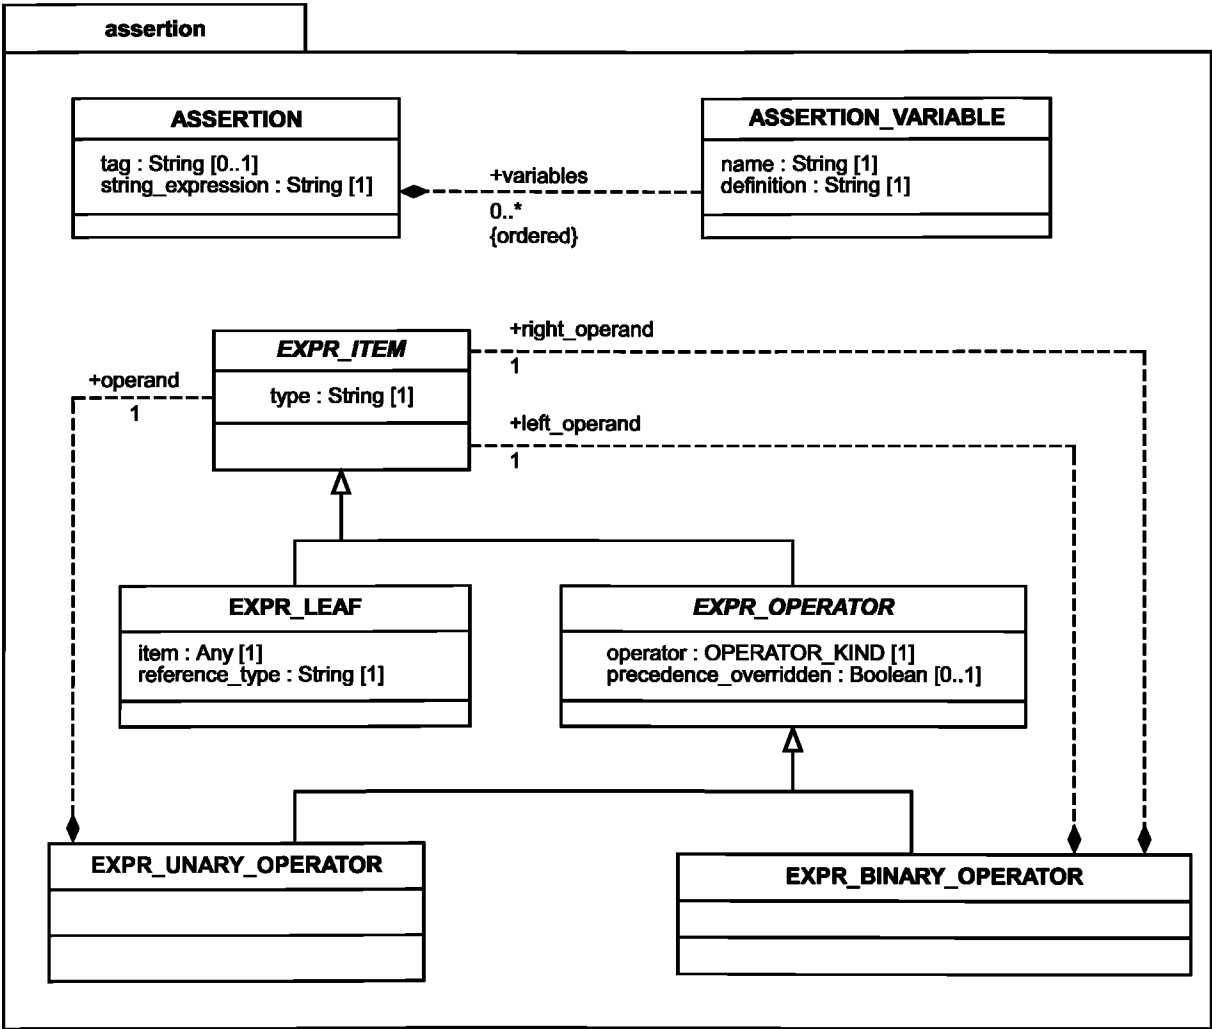 assertion
ASSERTION
tag : String [0..1]
string_expression : String [1]
+variables
0..*
{ordered}
ASSERTION_VARIABLE
name : String [1]
definition : String [1]
EXPR_ITEM
type : String [1]
+right_operand
1
+left_operand
1
+operand
1
EXPR_LEAF
item : Any [1]
reference_type : String [1]
EXPR_OPERATOR
operator : OPERATOR_KIND [1]
precedence_overridden : Boolean [0..1]
EXPR_UNARY_OPERATOR
EXPR_BINARY_OPERATOR